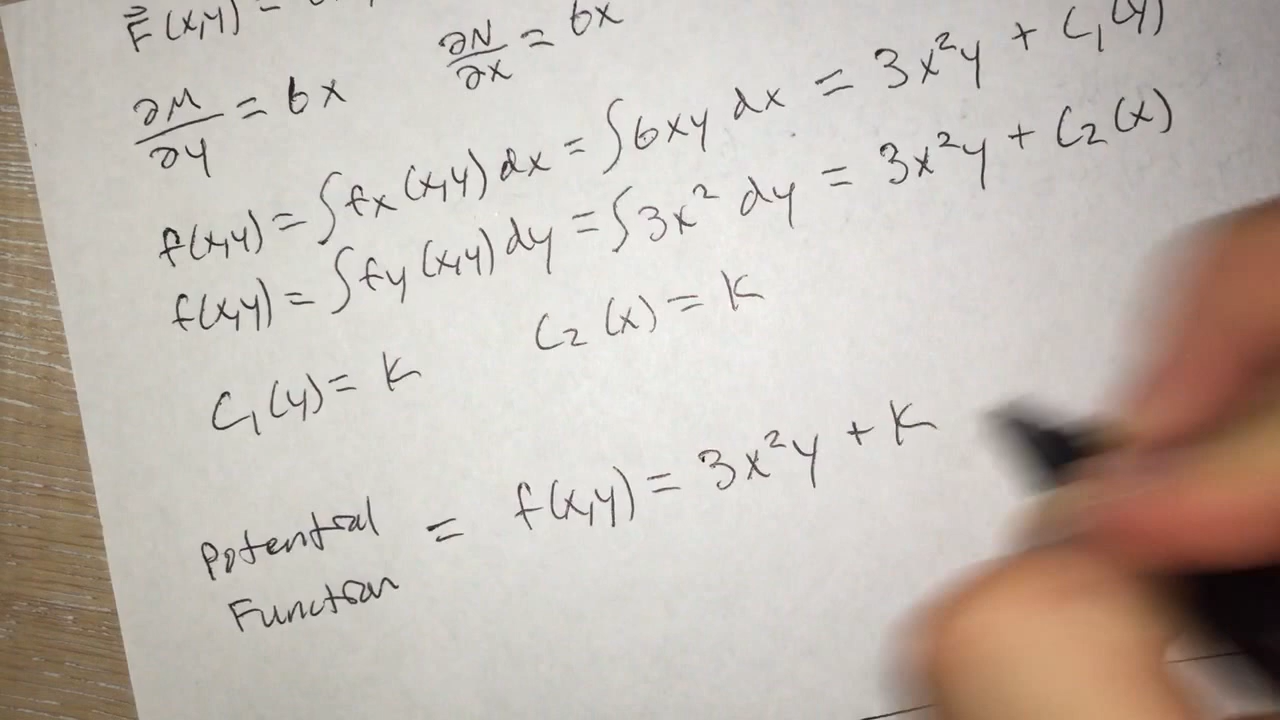 F⃗(x,y) =
∂M/∂y = 6x ∂N/∂x = 6x
f(x,y) = ∫fx(x,y)dx = ∫6xy dx = 3x²y + C₁(y)
f(x,y) = ∫fy(x,y)dy = ∫3x² dy = 3x²y + C₂(x)
C₁(y) = K C₂(x) = K
Potential = f(x,y) = 3x²y + K
Function